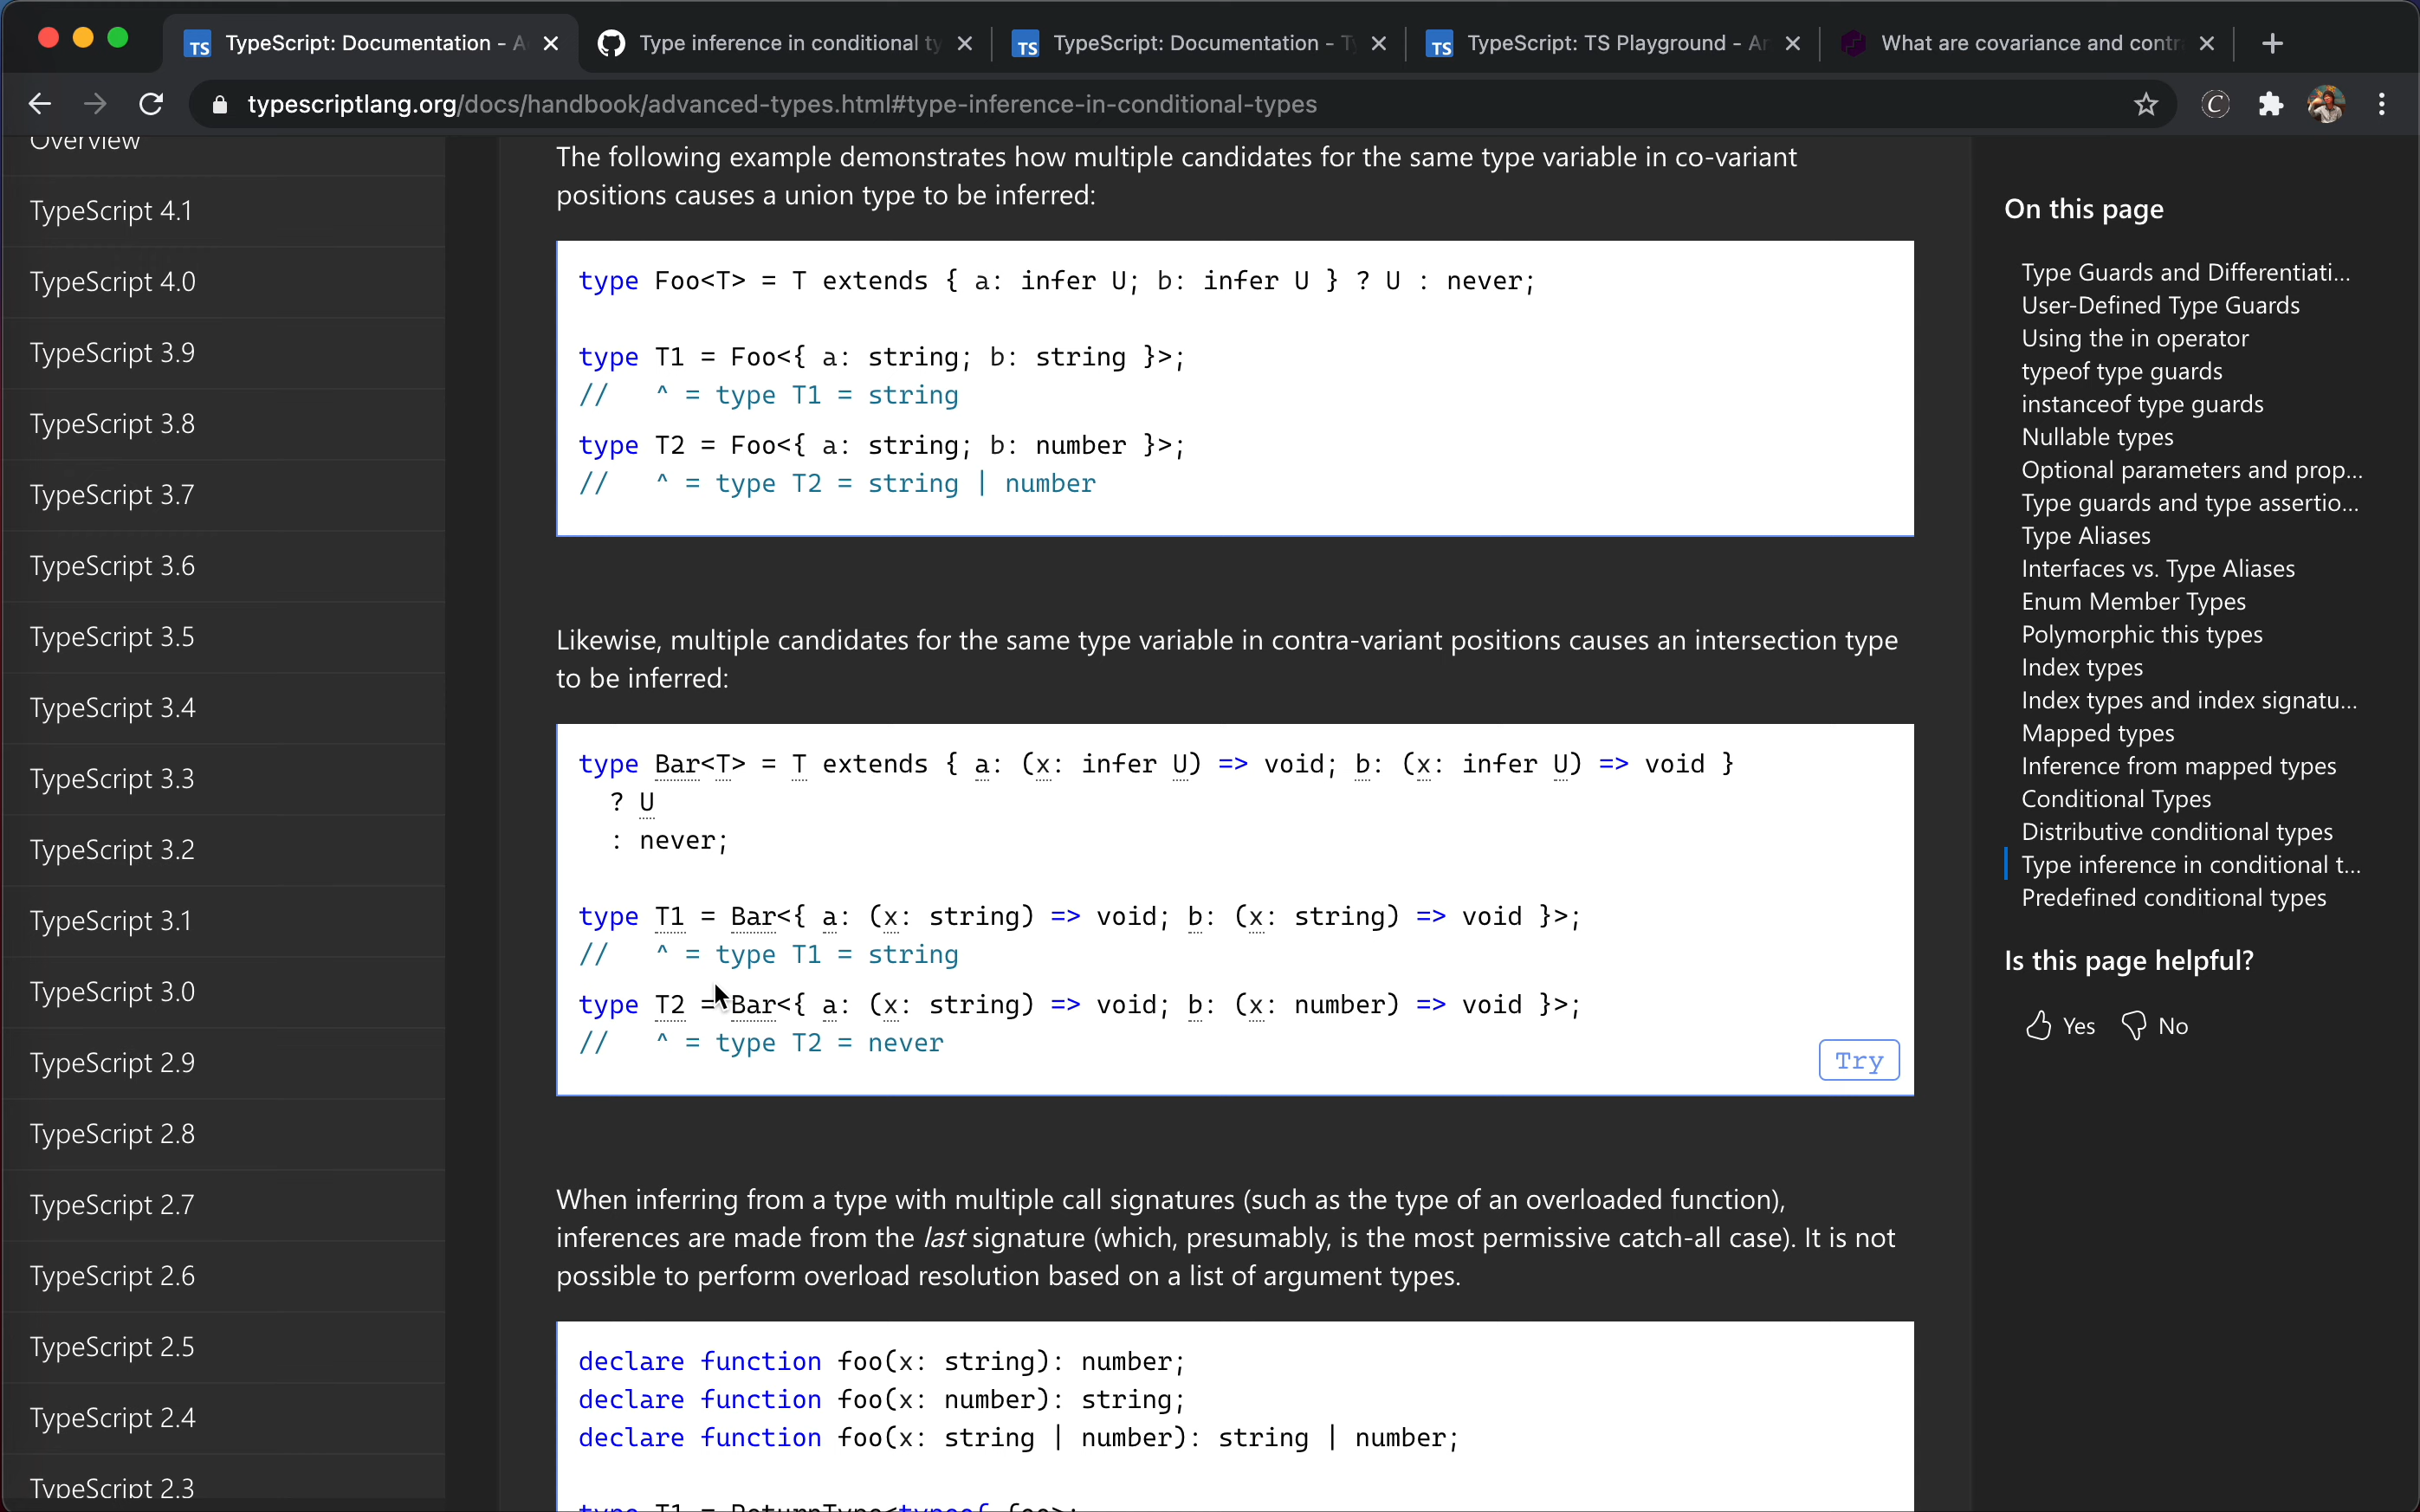 TypeScript: Documentation - A
Type inference in conditional ty
TypeScript: Documentation - T
TypeScript: TS Playground - A
What are covariance and contr
typescriptlang.org/docs/handbook/advanced-types.html#type-inference-in-conditional-types
Overview
TypeScript 4.1
TypeScript 4.0
TypeScript 3.9
TypeScript 3.8
TypeScript 3.7
TypeScript 3.6
TypeScript 3.5
TypeScript 3.4
TypeScript 3.3
TypeScript 3.2
TypeScript 3.1
TypeScript 3.0
TypeScript 2.9
TypeScript 2.8
TypeScript 2.7
TypeScript 2.6
TypeScript 2.5
TypeScript 2.4
TypeScript 2.3
The following example demonstrates how multiple candidates for the same type variable in co-variant
positions causes a union type to be inferred:
type Foo<T> = T extends { a: infer U; b: infer U } ? U : never;
type T1 = Foo<{ a: string; b: string }>;
//   ^ = type T1 = string
type T2 = Foo<{ a: string; b: number }>;
//   ^ = type T2 = string | number
Likewise, multiple candidates for the same type variable in contra-variant positions causes an intersection type
to be inferred:
type Bar<T> = T extends { a: (x: infer U) => void; b: (x: infer U) => void }
  ? U
  : never;
type T1 = Bar<{ a: (x: string) => void; b: (x: string) => void }>;
//   ^ = type T1 = string
type T2 = Bar<{ a: (x: string) => void; b: (x: number) => void }>;
//   ^ = type T2 = never
Try
When inferring from a type with multiple call signatures (such as the type of an overloaded function),
inferences are made from the last signature (which, presumably, is the most permissive catch-all case). It is not
possible to perform overload resolution based on a list of argument types.
declare function foo(x: string): number;
declare function foo(x: number): string;
declare function foo(x: string | number): string | number;
type T1 = ReturnType<typeof foo>;
On this page
Type Guards and Differentiati...
User-Defined Type Guards
Using the in operator
typeof type guards
instanceof type guards
Nullable types
Optional parameters and prop...
Type guards and type assertio...
Type Aliases
Interfaces vs. Type Aliases
Enum Member Types
Polymorphic this types
Index types
Index types and index signatu...
Mapped types
Inference from mapped types
Conditional Types
Distributive conditional types
Type inference in conditional t...
Predefined conditional types
Is this page helpful?
Yes
No